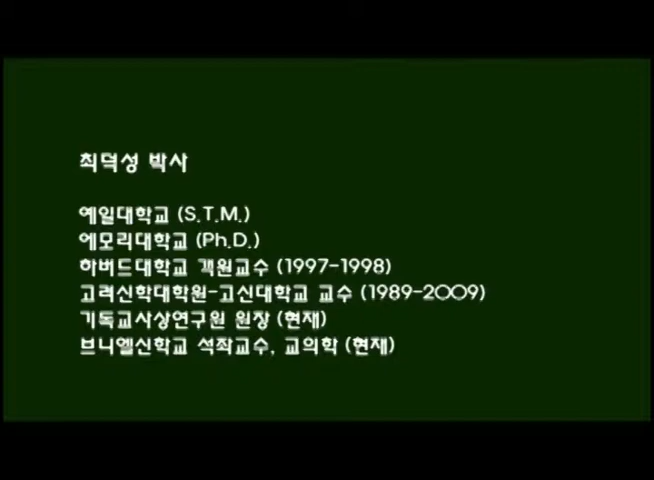 최덕성 박사
예일대학교 (S.T.M.)
에모리대학교 (Ph.D.)
하버드대학교 객원교수 (1997-1998)
고려신학대학원-고신대학교 교수 (1989-2009)
기독교사상연구원 원장 (현재)
브니엘신학교 석좌교수, 교의학 (현재)